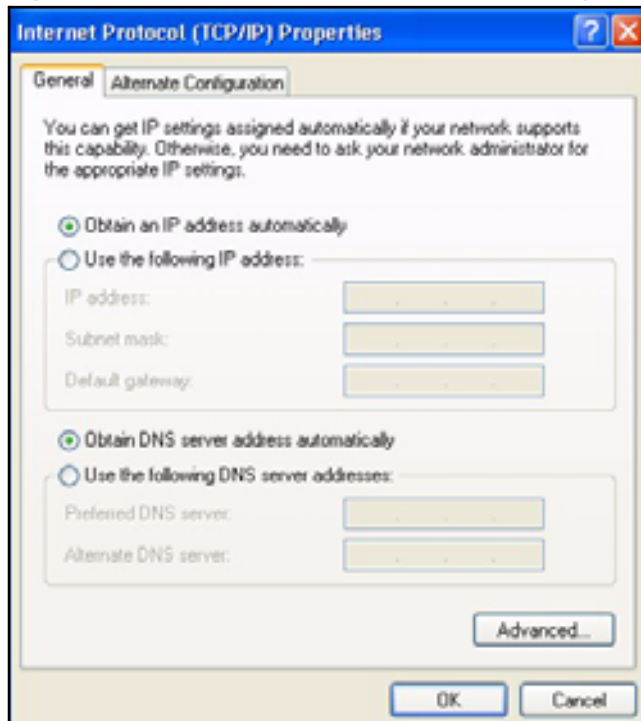 Internet Protocol (TCP/IP) Properties
General
Alternate Configuration
You can get IP settings assigned automatically if your network supports
this capability. Otherwise, you need to ask your network administrator for
the appropriate IP settings.
Obtain an IP address automatically
Use the following IP address:
IP address:
Subnet mask:
Default gateway:
Obtain DNS server address automatically
Use the following DNS server addresses:
Preferred DNS server:
Alternate DNS server:
Advanced...
OK
Cancel